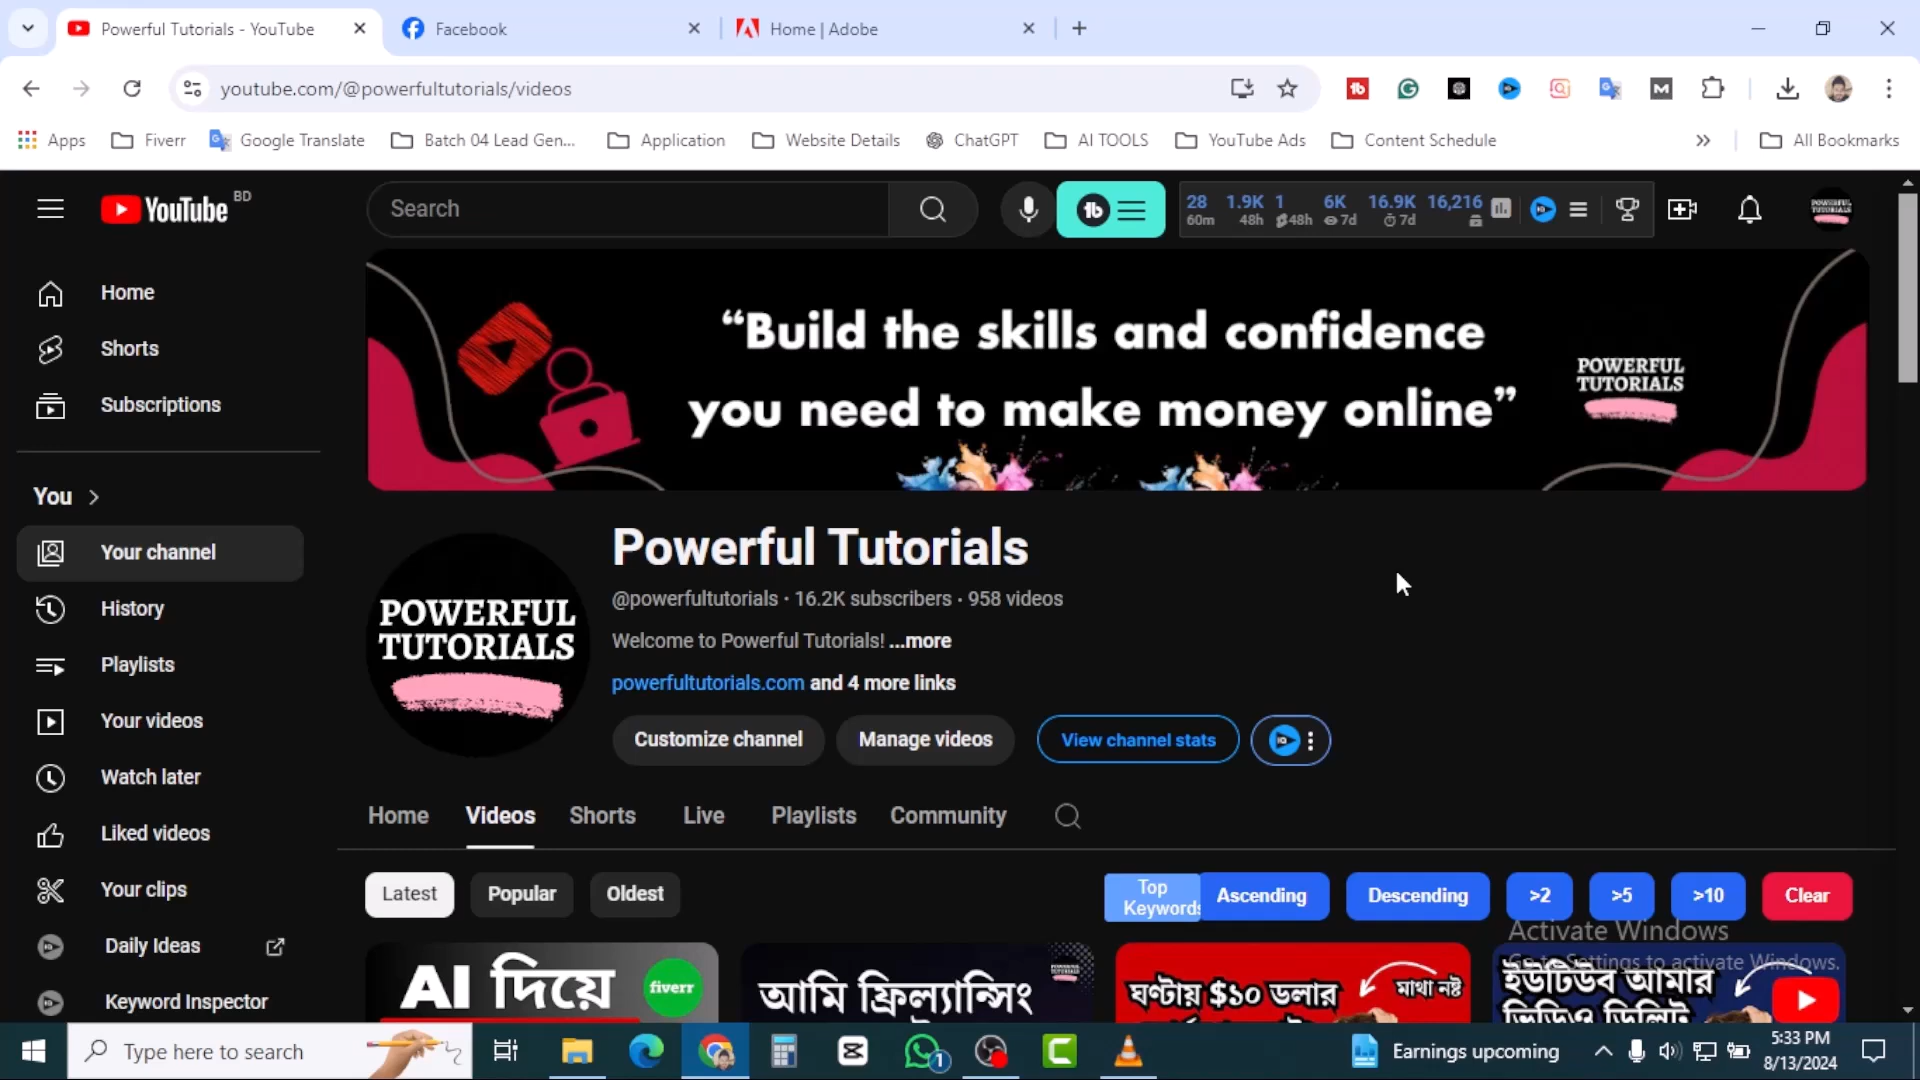 Powerful Tutorials - YouTube
Facebook
Home | Adobe
youtube.com/@powerfultutorials/videos
Apps
Fiverr
Google Translate
Batch 04 Lead Gen...
Application
Website Details
ChatGPT
AI TOOLS
YouTube Ads
Content Schedule
All Bookmarks
YouTube BD
Search
28 1.9K 1 6K 16.9K 16,216
60m 48h 48h 7d 7d
Home
Shorts
Subscriptions
You
Your channel
History
Playlists
Your videos
Watch later
Liked videos
Your clips
Daily Ideas
Keyword Inspector
“Build the skills and confidence
you need to make money online”
POWERFUL
TUTORIALS
POWERFUL
TUTORIALS
Powerful Tutorials
@powerfultutorials · 16.2K subscribers · 958 videos
Welcome to Powerful Tutorials! ...more
powerfultutorials.com and 4 more links
Customize channel
Manage videos
View channel stats
Home
Videos
Shorts
Live
Playlists
Community
Latest
Popular
Oldest
Top
Keywords
Ascending
Descending
>2
>5
>10
Clear
Activate Windows
Go to Settings to activate Windows.
AI দিয়ে
fiverr
আমি ফ্রিল্যান্সিং
ঘণ্টায় $১০ ডলার
মাথা নষ্ট
ইউটিউব আমার
ভিডিও ডিলিট
Type here to search
1
Earnings upcoming
5:33 PM
8/13/2024